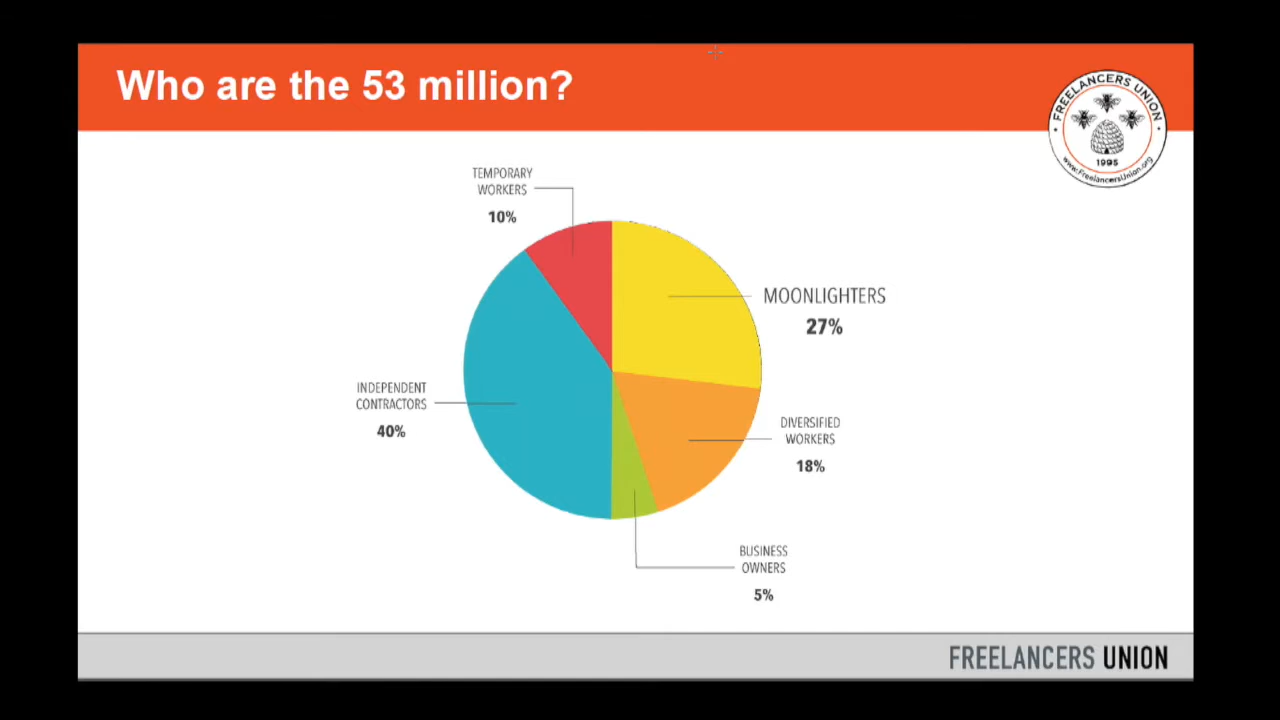 Who are the 53 million?
FREELANCERS UNION
1995
www.FreelancersUnion.org
TEMPORARY
WORKERS
10%
MOONLIGHTERS
27%
INDEPENDENT
CONTRACTORS
40%
DIVERSIFIED
WORKERS
18%
BUSINESS
OWNERS
5%
FREELANCERS UNION